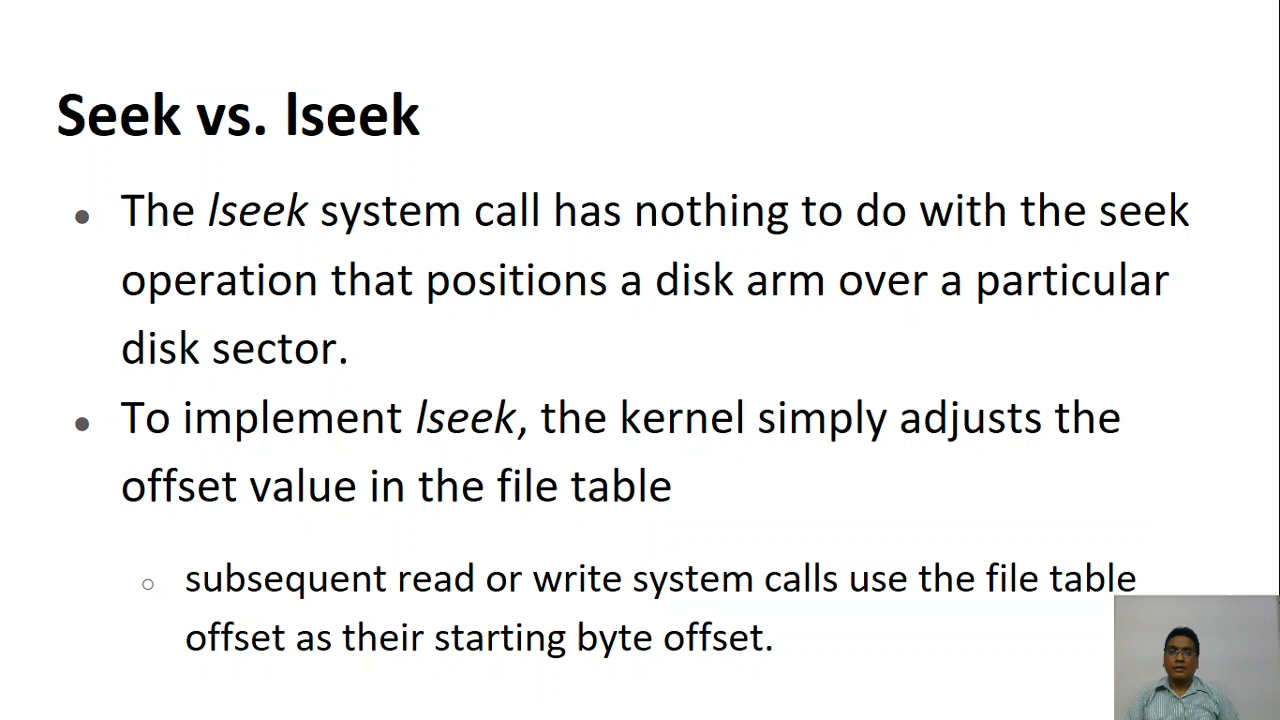 Seek vs. lseek
The lseek system call has nothing to do with the seek
operation that positions a disk arm over a particular
disk sector.
To implement lseek, the kernel simply adjusts the
offset value in the file table
subsequent read or write system calls use the file table
offset as their starting byte offset.